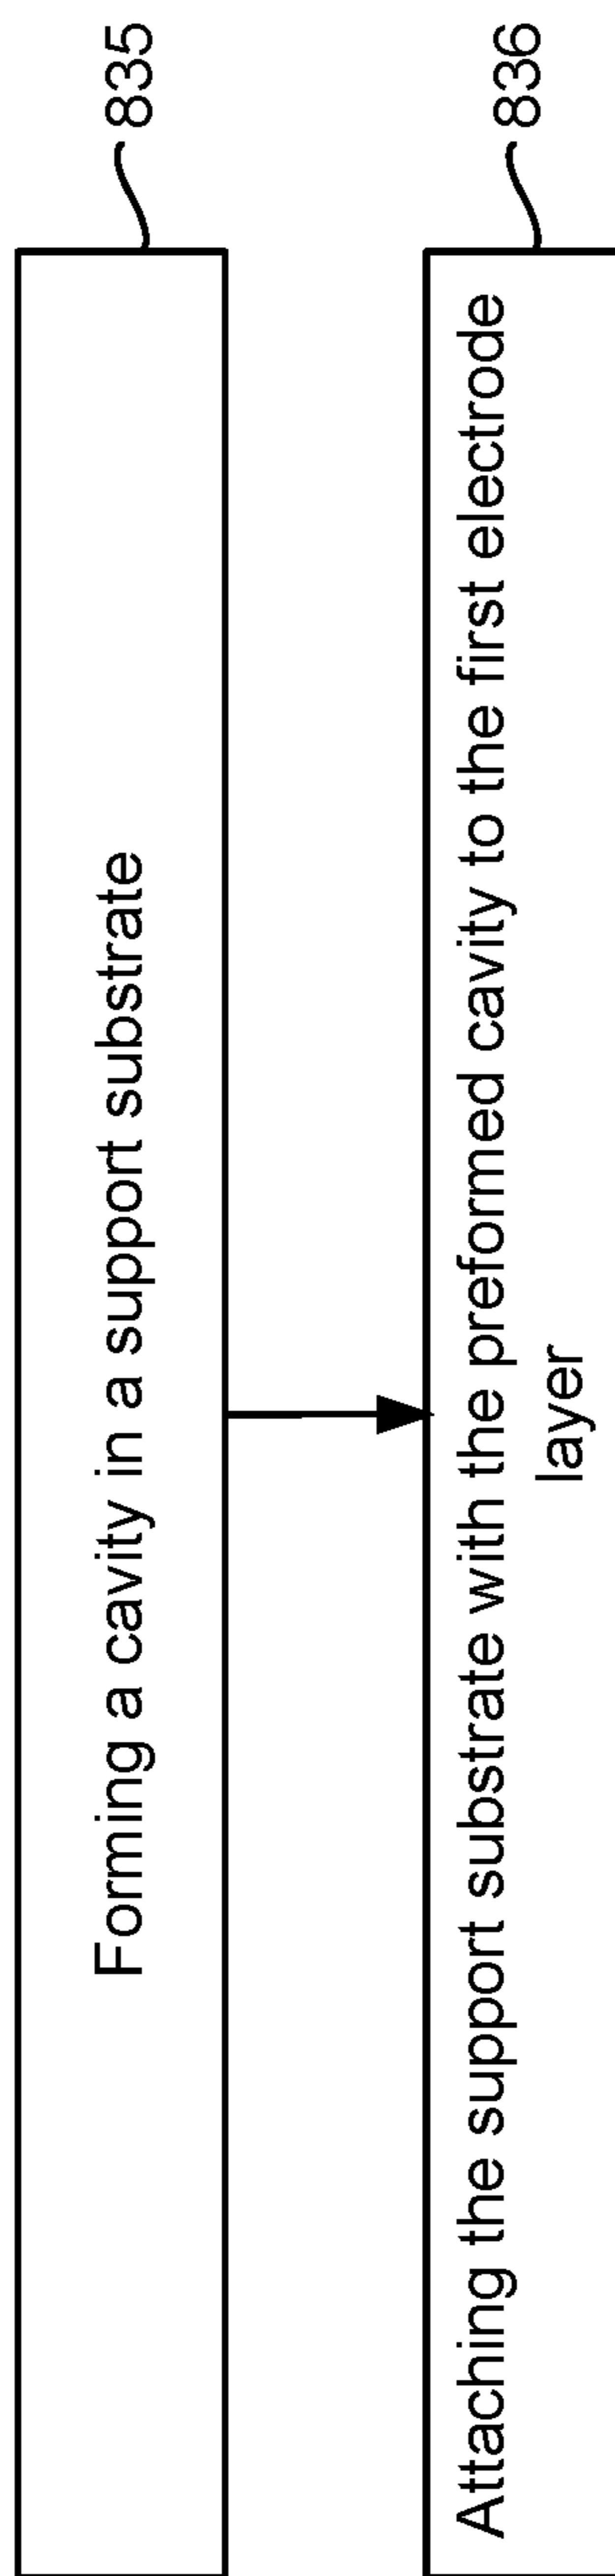 Forming a cavity in a support substrate
835
Attaching the support substrate with the preformed cavity to the first electrode
layer
836